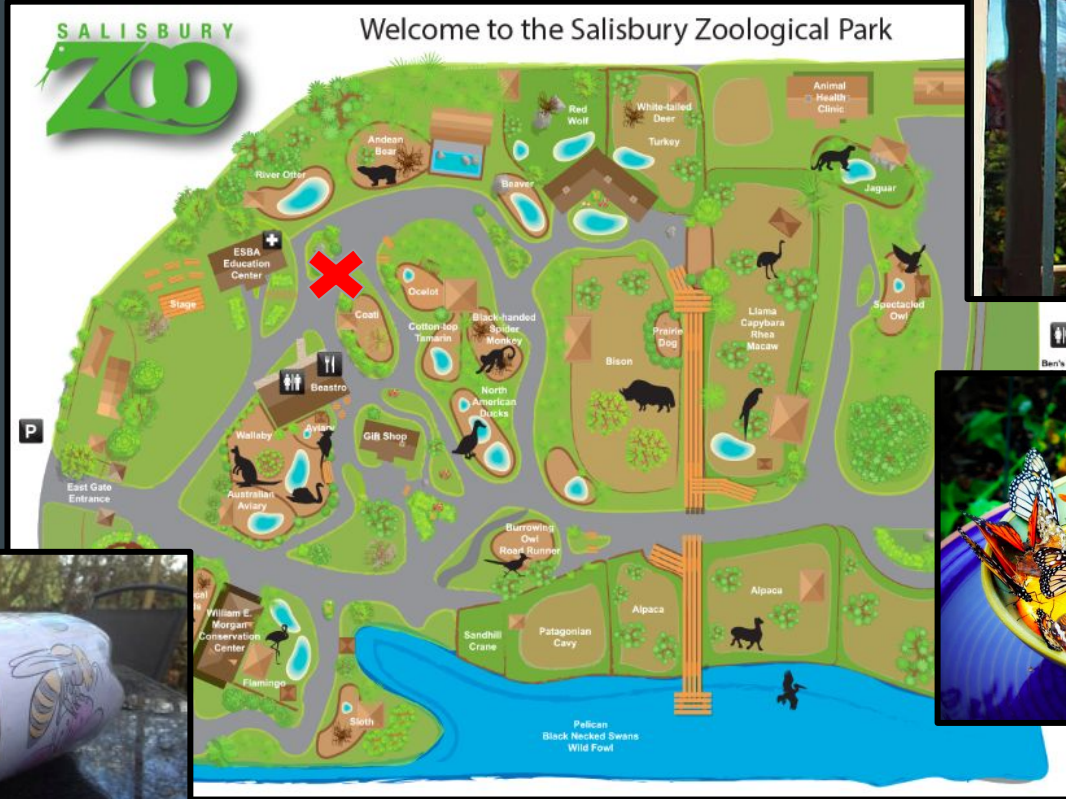 SALISBURY
ZOO
Welcome to the Salisbury Zoological Park
Animal
Health
Clinic
Red
Wolf
White-tailed
Deer
Turkey
Andean
Bear
River Otter
Beaver
Jaguar
ESBA
Education
Center
Stage
Ocelot
Coati
Cotton-top
Tamarin
Black-handed
Spider
Monkey
Bison
Prairie
Dog
Llama
Capybara
Rhea
Macaw
Spectacled
Owl
Ben's
Beastro
North
American
Ducks
Wallaby
Aviary
Gift Shop
P
East Gate
Entrance
Australian
Aviary
Burrowing
Owl
Road Runner
William E.
Morgan
Conservation
Center
Flamingo
Sandhill
Crane
Patagonian
Cavy
Alpaca
Alpaca
Sloth
Pelican
Black Necked Swans
Wild Fowl